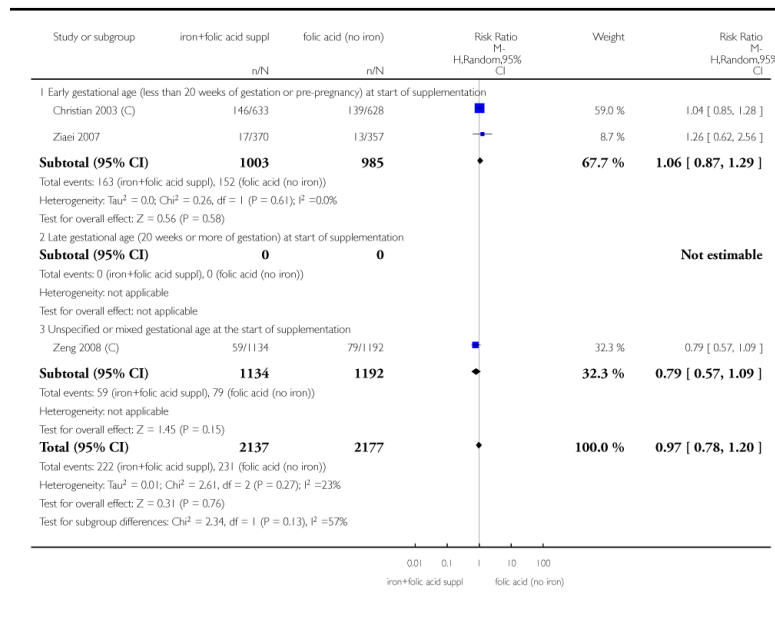 Study or subgroup iron+folic acid suppl folic acid (no iron) Risk Ratio Weight Risk Ratio
M- M-
H,Random,95% H,Random,95%
n/N n/N CI CI
1 Early gestational age (less than 20 weeks of gestation or pre-pregnancy) at start of supplementation
Christian 2003 (C) 146/633 139/628 59.0 % 1.04 [ 0.85, 1.28 ]
Ziaei 2007 17/370 13/357 8.7 % 1.26 [ 0.62, 2.56 ]
Subtotal (95% CI) 1003 985 67.7 % 1.06 [ 0.87, 1.29 ]
Total events: 163 (iron+folic acid suppl), 152 (folic acid (no iron))
Heterogeneity: Tau² = 0.0; Chi² = 0.26, df = 1 (P = 0.61); I² =0.0%
Test for overall effect: Z = 0.56 (P = 0.58)
2 Late gestational age (20 weeks or more of gestation) at start of supplementation
Subtotal (95% CI) 0 0 Not estimable
Total events: 0 (iron+folic acid suppl), 0 (folic acid (no iron))
Heterogeneity: not applicable
Test for overall effect: not applicable
3 Unspecified or mixed gestational age at the start of supplementation
Zeng 2008 (C) 59/1134 79/1192 32.3 % 0.79 [ 0.57, 1.09 ]
Subtotal (95% CI) 1134 1192 32.3 % 0.79 [ 0.57, 1.09 ]
Total events: 59 (iron+folic acid suppl), 79 (folic acid (no iron))
Heterogeneity: not applicable
Test for overall effect: Z = 1.45 (P = 0.15)
Total (95% CI) 2137 2177 100.0 % 0.97 [ 0.78, 1.20 ]
Total events: 222 (iron+folic acid suppl), 231 (folic acid (no iron))
Heterogeneity: Tau² = 0.01; Chi² = 2.61, df = 2 (P = 0.27); I² =23%
Test for overall effect: Z = 0.31 (P = 0.76)
Test for subgroup differences: Chi² = 2.34, df = 1 (P = 0.13), I² =57%
0.01 0.1 1 10 100
iron+folic acid suppl folic acid (no iron)